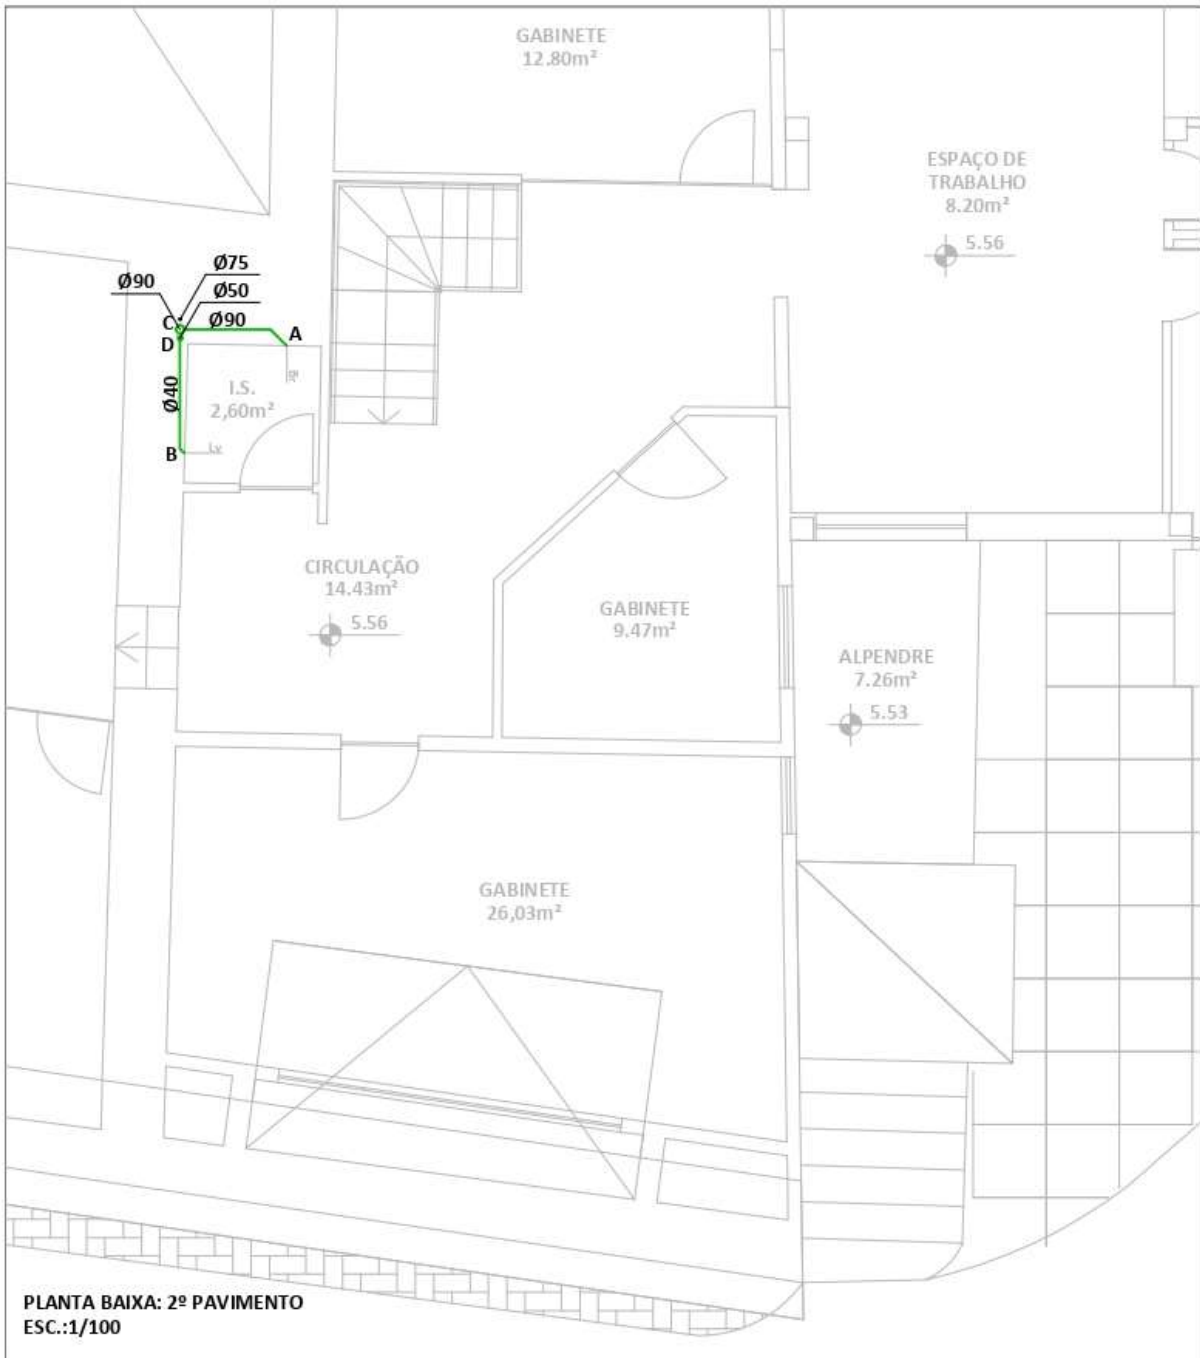 GABINETE
12.80m²
ESPAÇO DE
TRABALHO
8.20m²
5.56
Ø75
Ø90
Ø50
C
Ø90
A
D
Ø40
I.S.
2,60m²
B
Lv
CIRCULAÇÃO
14.43m²
5.56
GABINETE
9.47m²
ALPENDRE
7.26m²
5.53
GABINETE
26,03m²
PLANTA BAIXA: 2º PAVIMENTO
ESC.:1/100